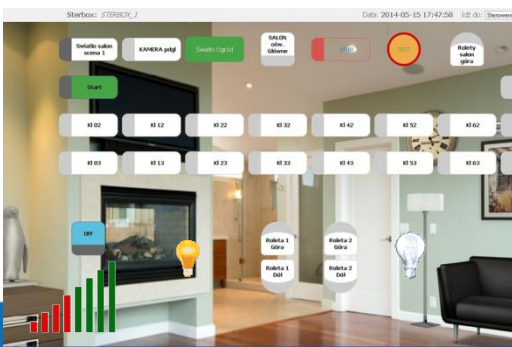 Sterbox: STERBOX_1
Data: 2014-05-15 17:47:58 Idź do: Sterowani
Swiatlo salon
scena 1
KAMERA pdgl
Światło Ogród
SALON
ośw.
Główne
TEST
Rolety
salon
góra
Start
Kl 02 Kl 12 Kl 22 Kl 32 Kl 42 Kl 52 Kl 62
Kl 03 Kl 13 Kl 23 Kl 33 Kl 43 Kl 53 Kl 63
OFF
Roleta 1
Góra
Roleta 2
Góra
Roleta 1
Dół
Roleta 2
Dół